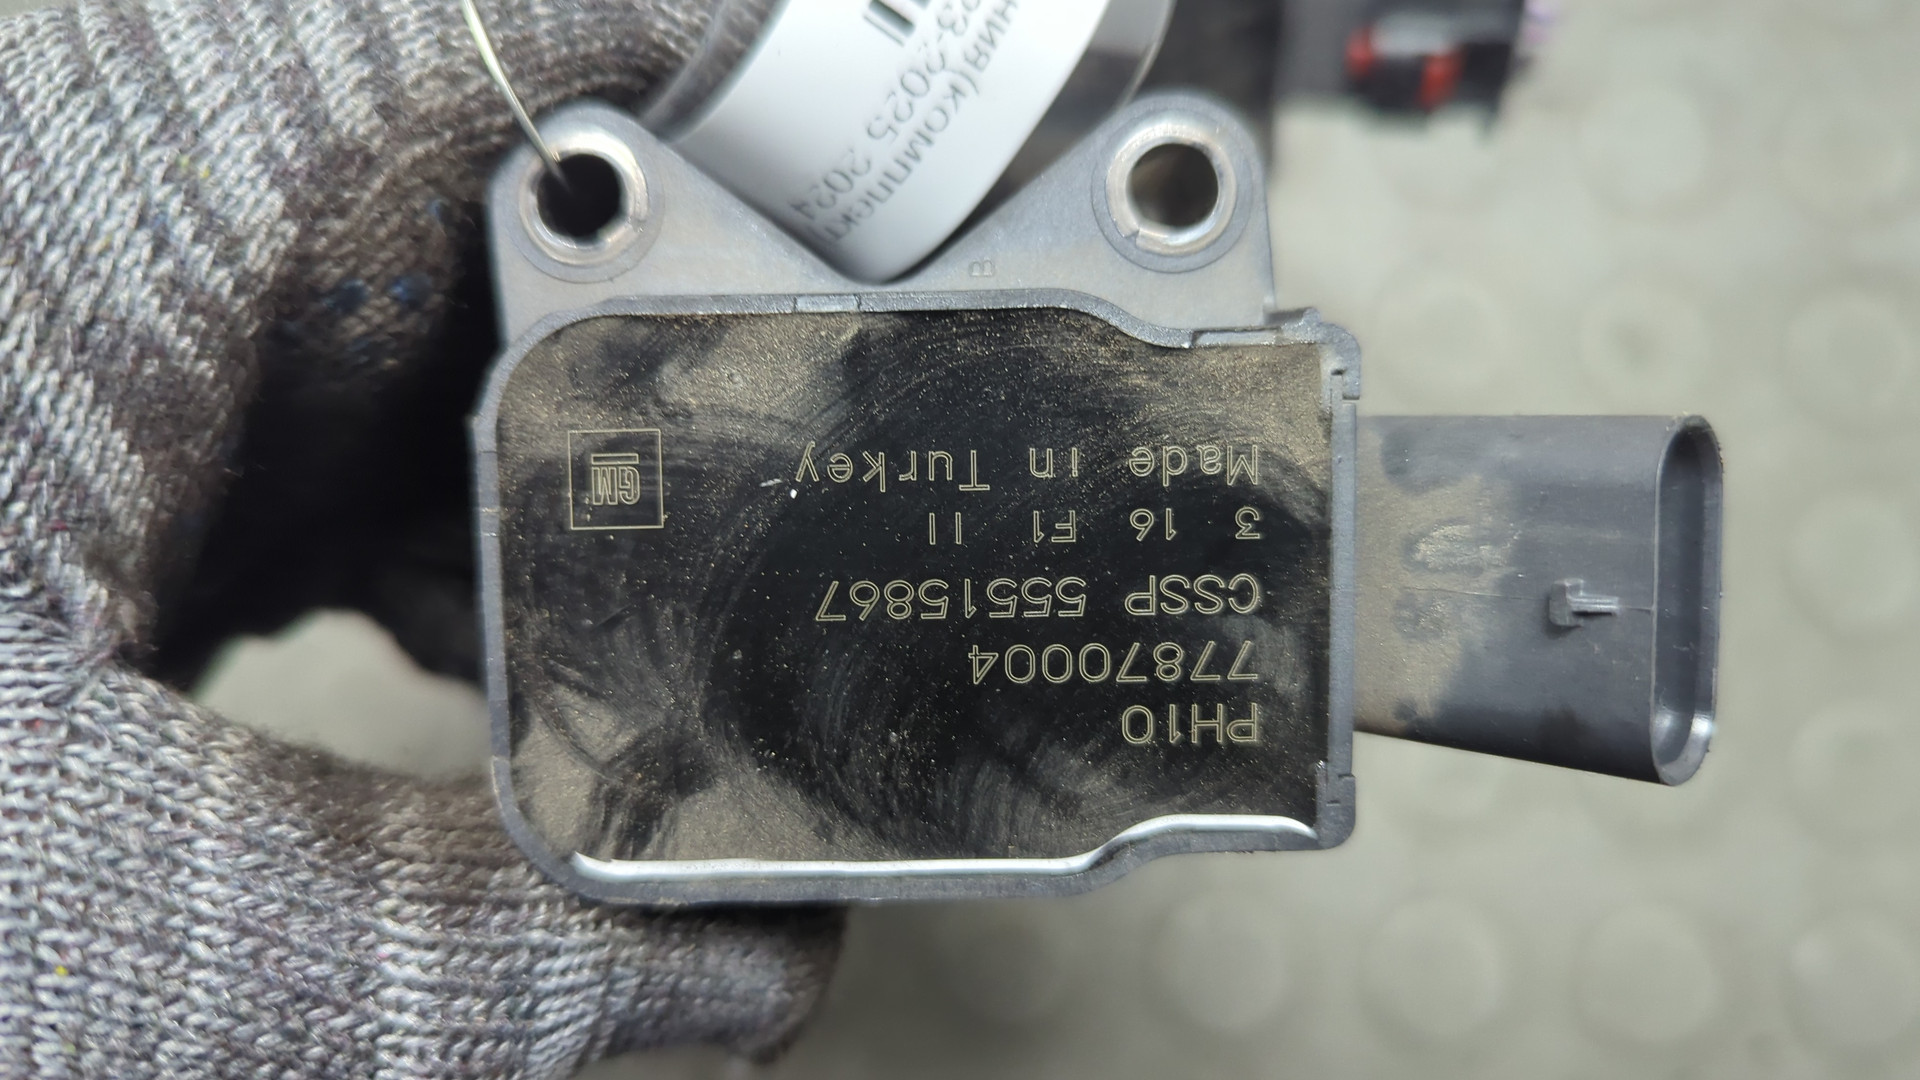 PH10
77870004
CSSP 55515867
3 16 F1 11
Made in Turkey
GM
B